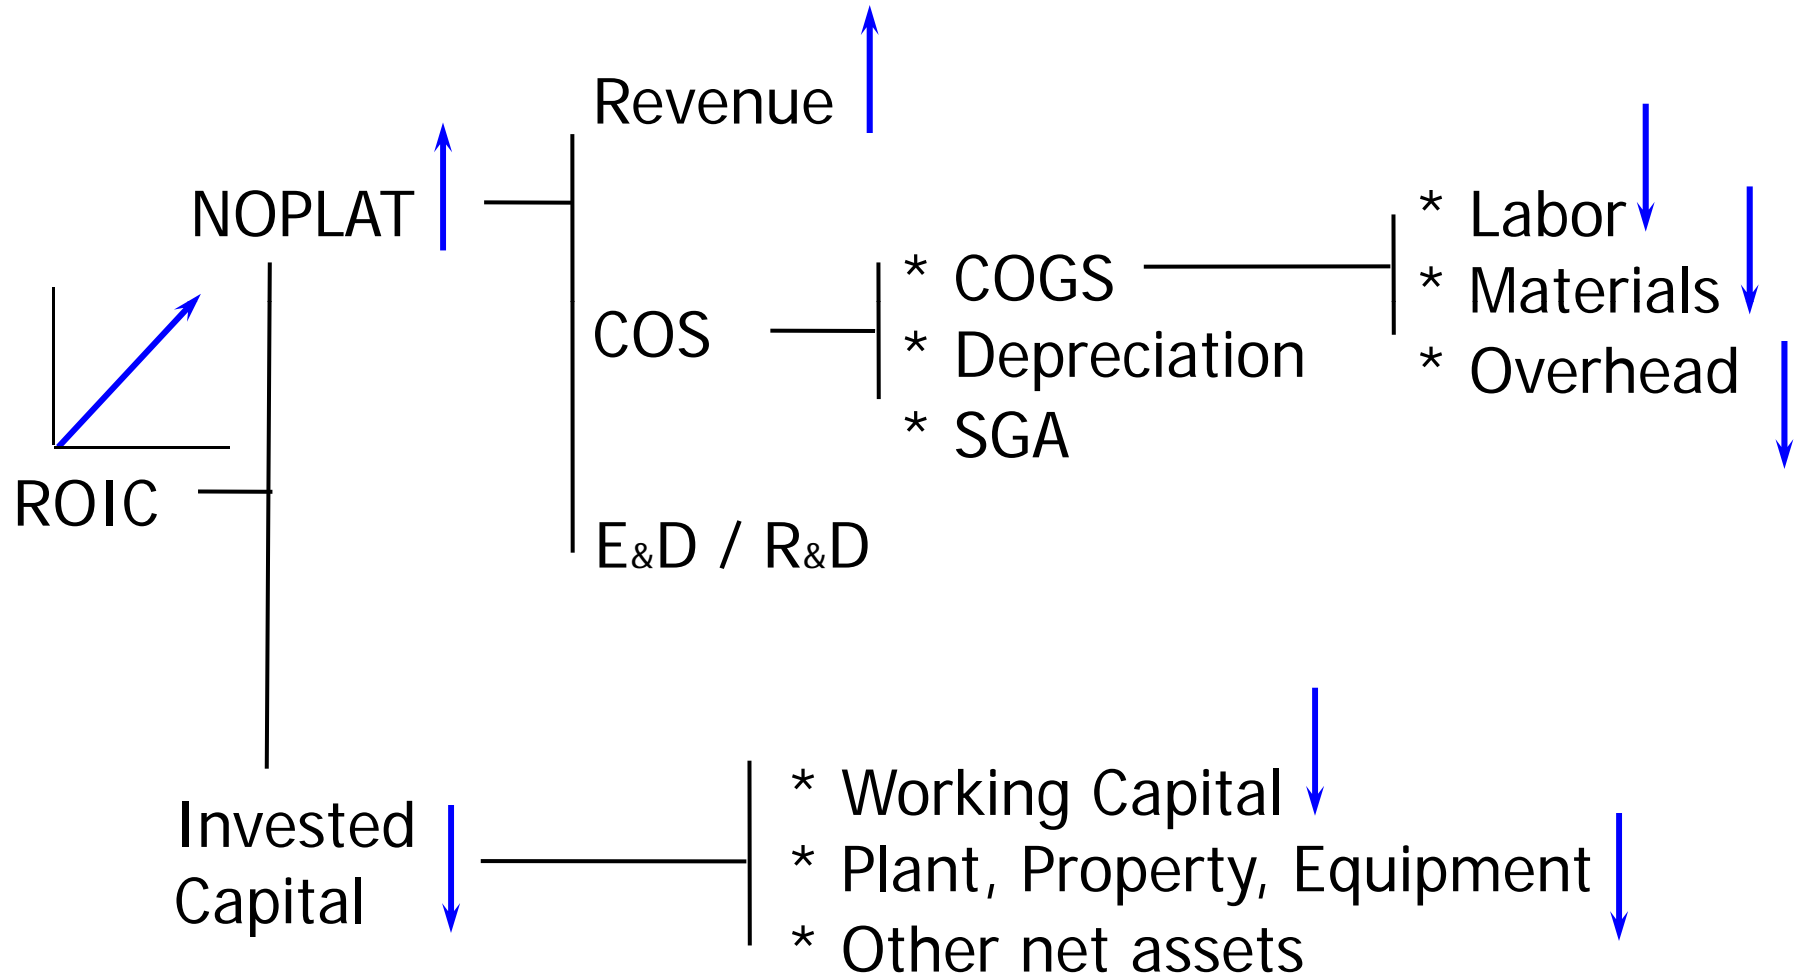 Revenue
NOPLAT
* Labor
* COGS
* Materials
COS
* Depreciation
* Overhead
* SGA
ROIC
E&D / R&D
* Working Capital
Invested
Capital
* Plant, Property, Equipment
* Other net assets